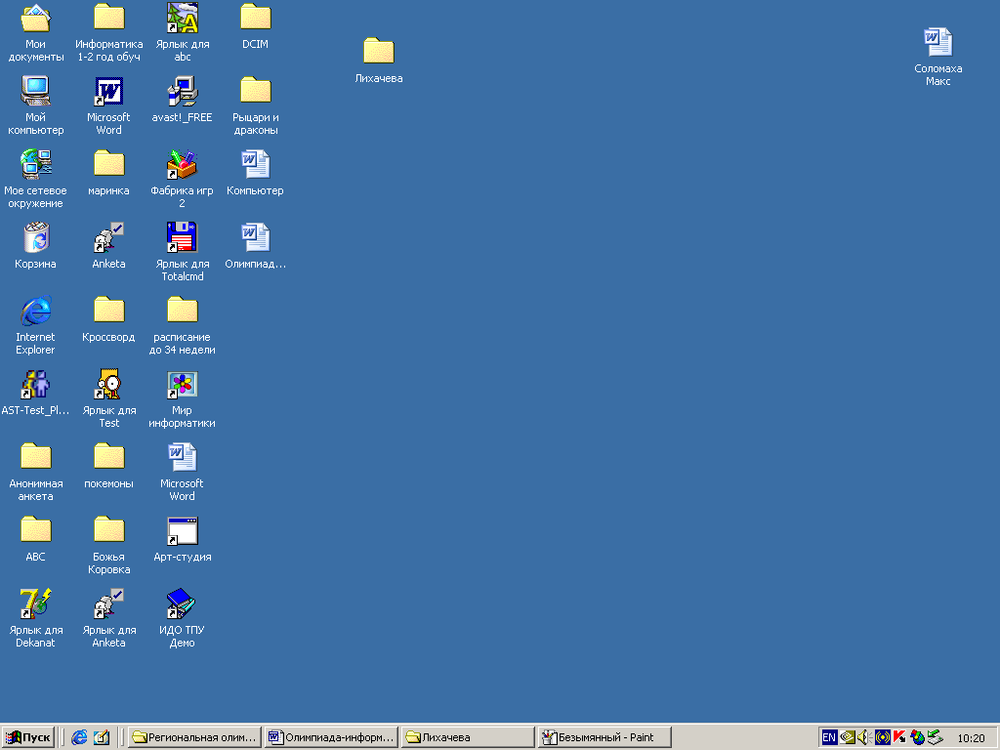 Мои
документы
Информатика
1-2 год обуч
Ярлык для
abc
DCIM
Лихачева
Соломаха
Макс
Мой
компьютер
Microsoft
Word
avast!_FREE
Рыцари и
драконы
Мое сетевое
окружение
маринка
Фабрика игр
2
Компьютер
Корзина
Anketa
Ярлык для
Totalcmd
Олимпиад...
Internet
Explorer
Кроссворд
расписание
до 34 недели
AST-Test_Pl...
Ярлык для
Test
Мир
информатики
Анонимная
анкета
покемоны
Microsoft
Word
ABC
Божья
Коровка
Арт-студия
Ярлык для
Dekanat
Ярлык для
Anketa
ИДО ТПУ
Демо
Пуск
Региональная олим...
Олимпиада-информ...
Лихачева
Безымянный - Paint
EN
10:20